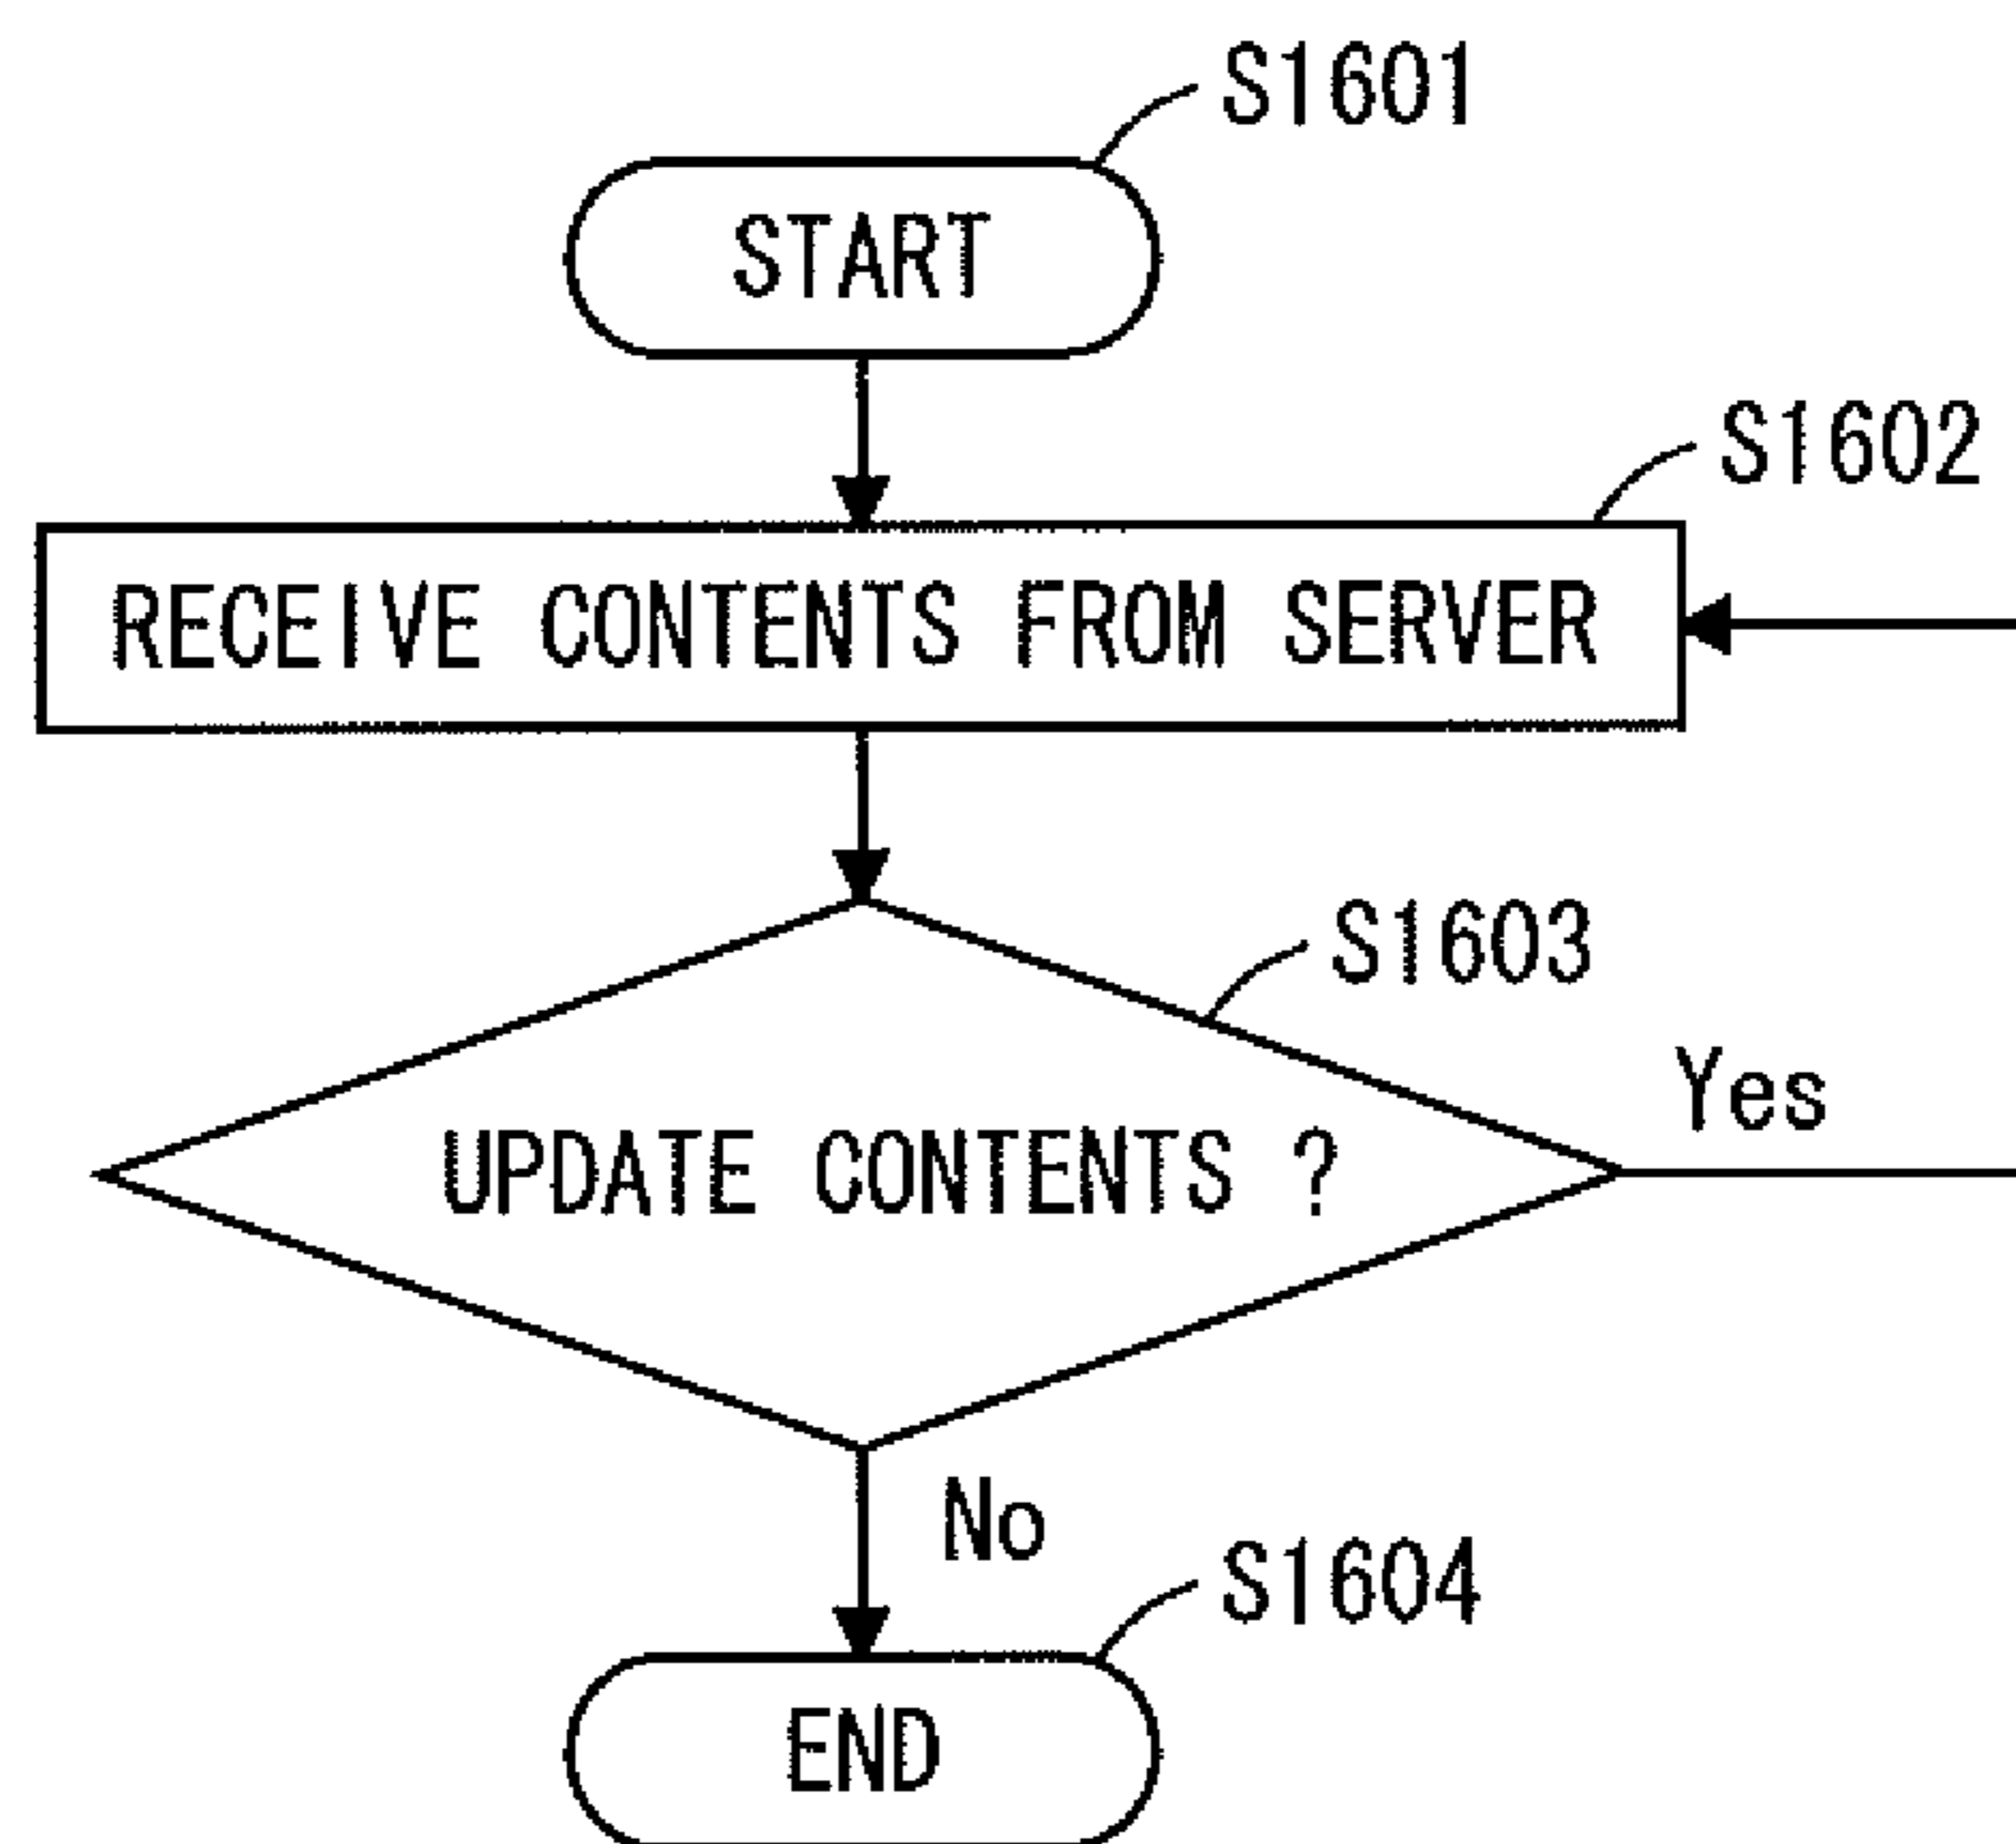 S1601
START
S1602
RECEIVE CONTENTS FROM SERVER
S1603
Yes
UPDATE CONTENTS ?
No
S1604
END